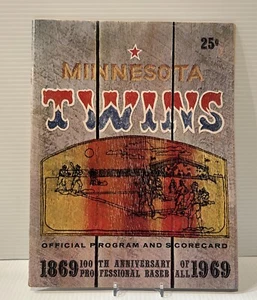 25¢
MINNESOTA
TWINS
OFFICIAL PROGRAM AND SCORECARD
1869 100TH ANNIVERSARY OF 1969
PROFESSIONAL BASEBALL